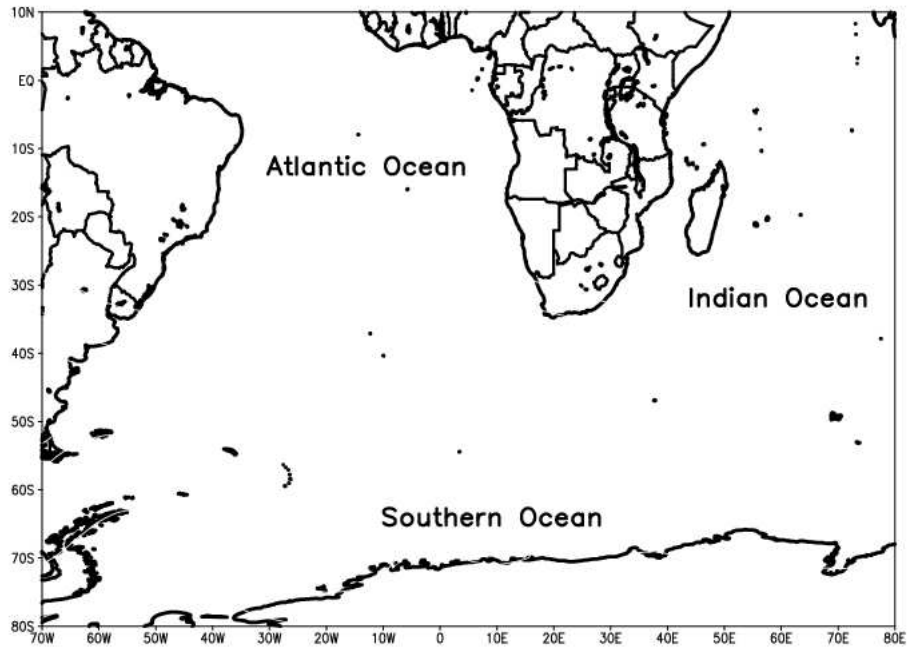 10N
EQ
10S
Atlantic Ocean
20S
30S
Indian Ocean
40S
50S
60S
Southern Ocean
70S
80S
70W 60W 50W 40W 30W 20W 10W 0 10E 20E 30E 40E 50E 60E 70E 80E